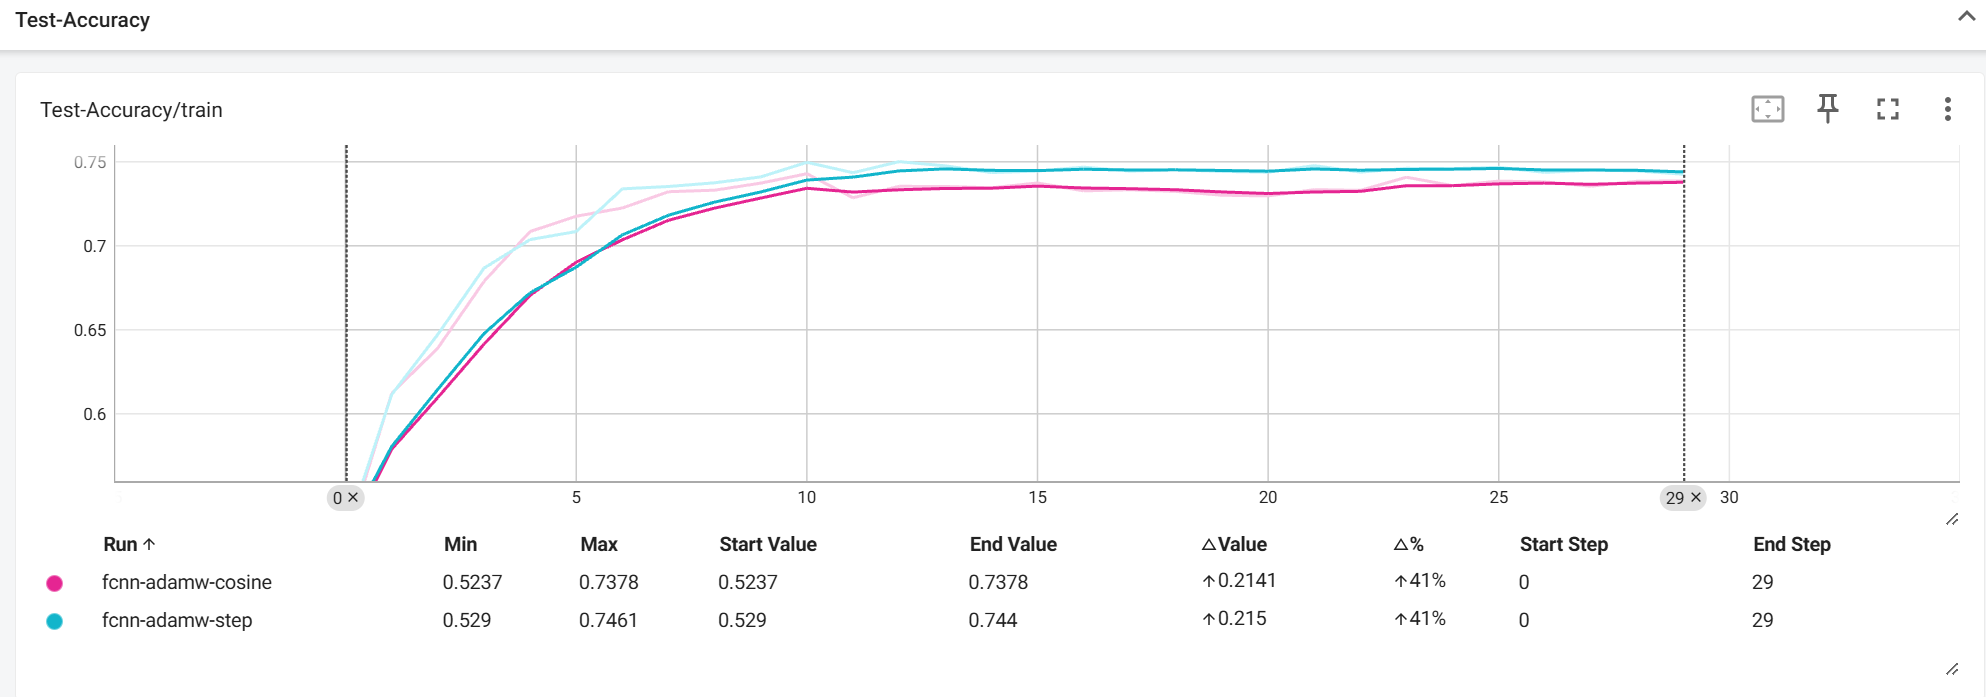 Test-Accuracy
Test-Accuracy/train
0.75
0.7
0.65
0.6
0 × 5 10 15 20 25 29 × 30
Run ↑ Min Max Start Value End Value △Value △% Start Step End Step
fcnn-adamw-cosine 0.5237 0.7378 0.5237 0.7378 ↑0.2141 ↑41% 0 29
fcnn-adamw-step 0.529 0.7461 0.529 0.744 ↑0.215 ↑41% 0 29